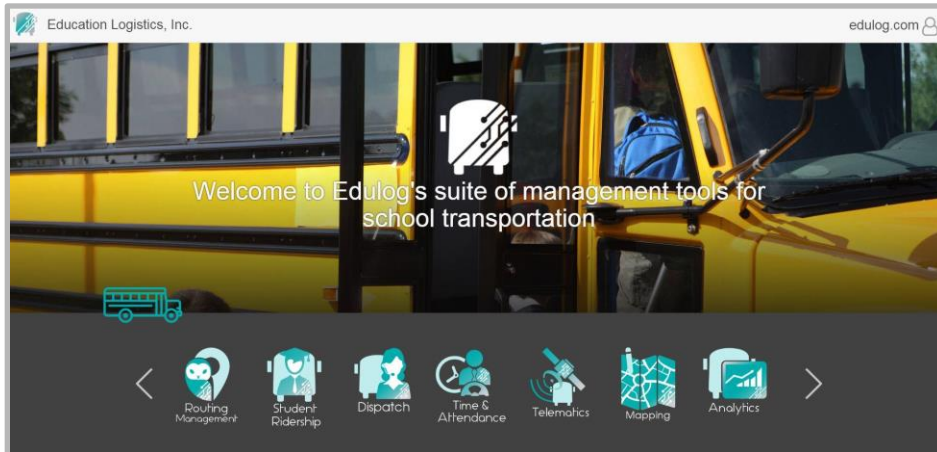 Education Logistics, Inc.
edulog.com
Welcome to Edulog's suite of management tools for
school transportation
Routing
Management
Student
Ridership
Dispatch
Time &
Attendance
Telematics
Mapping
Analytics